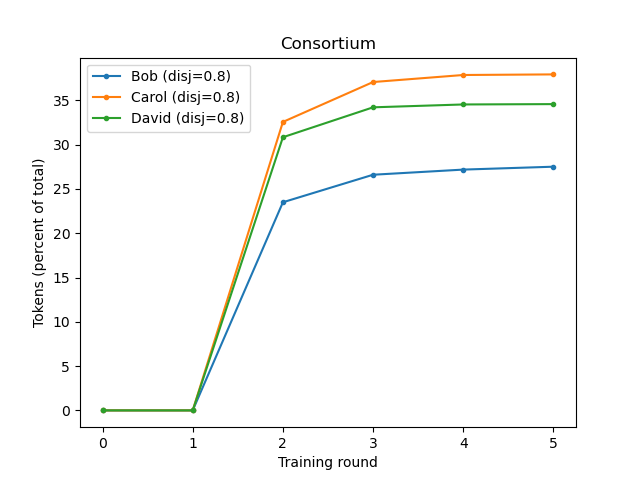 Consortium
Bob (disj=0.8)
Carol (disj=0.8)
David (disj=0.8)
Tokens (percent of total)
35
30
25
20
15
10
5
0
0 1 2 3 4 5
Training round